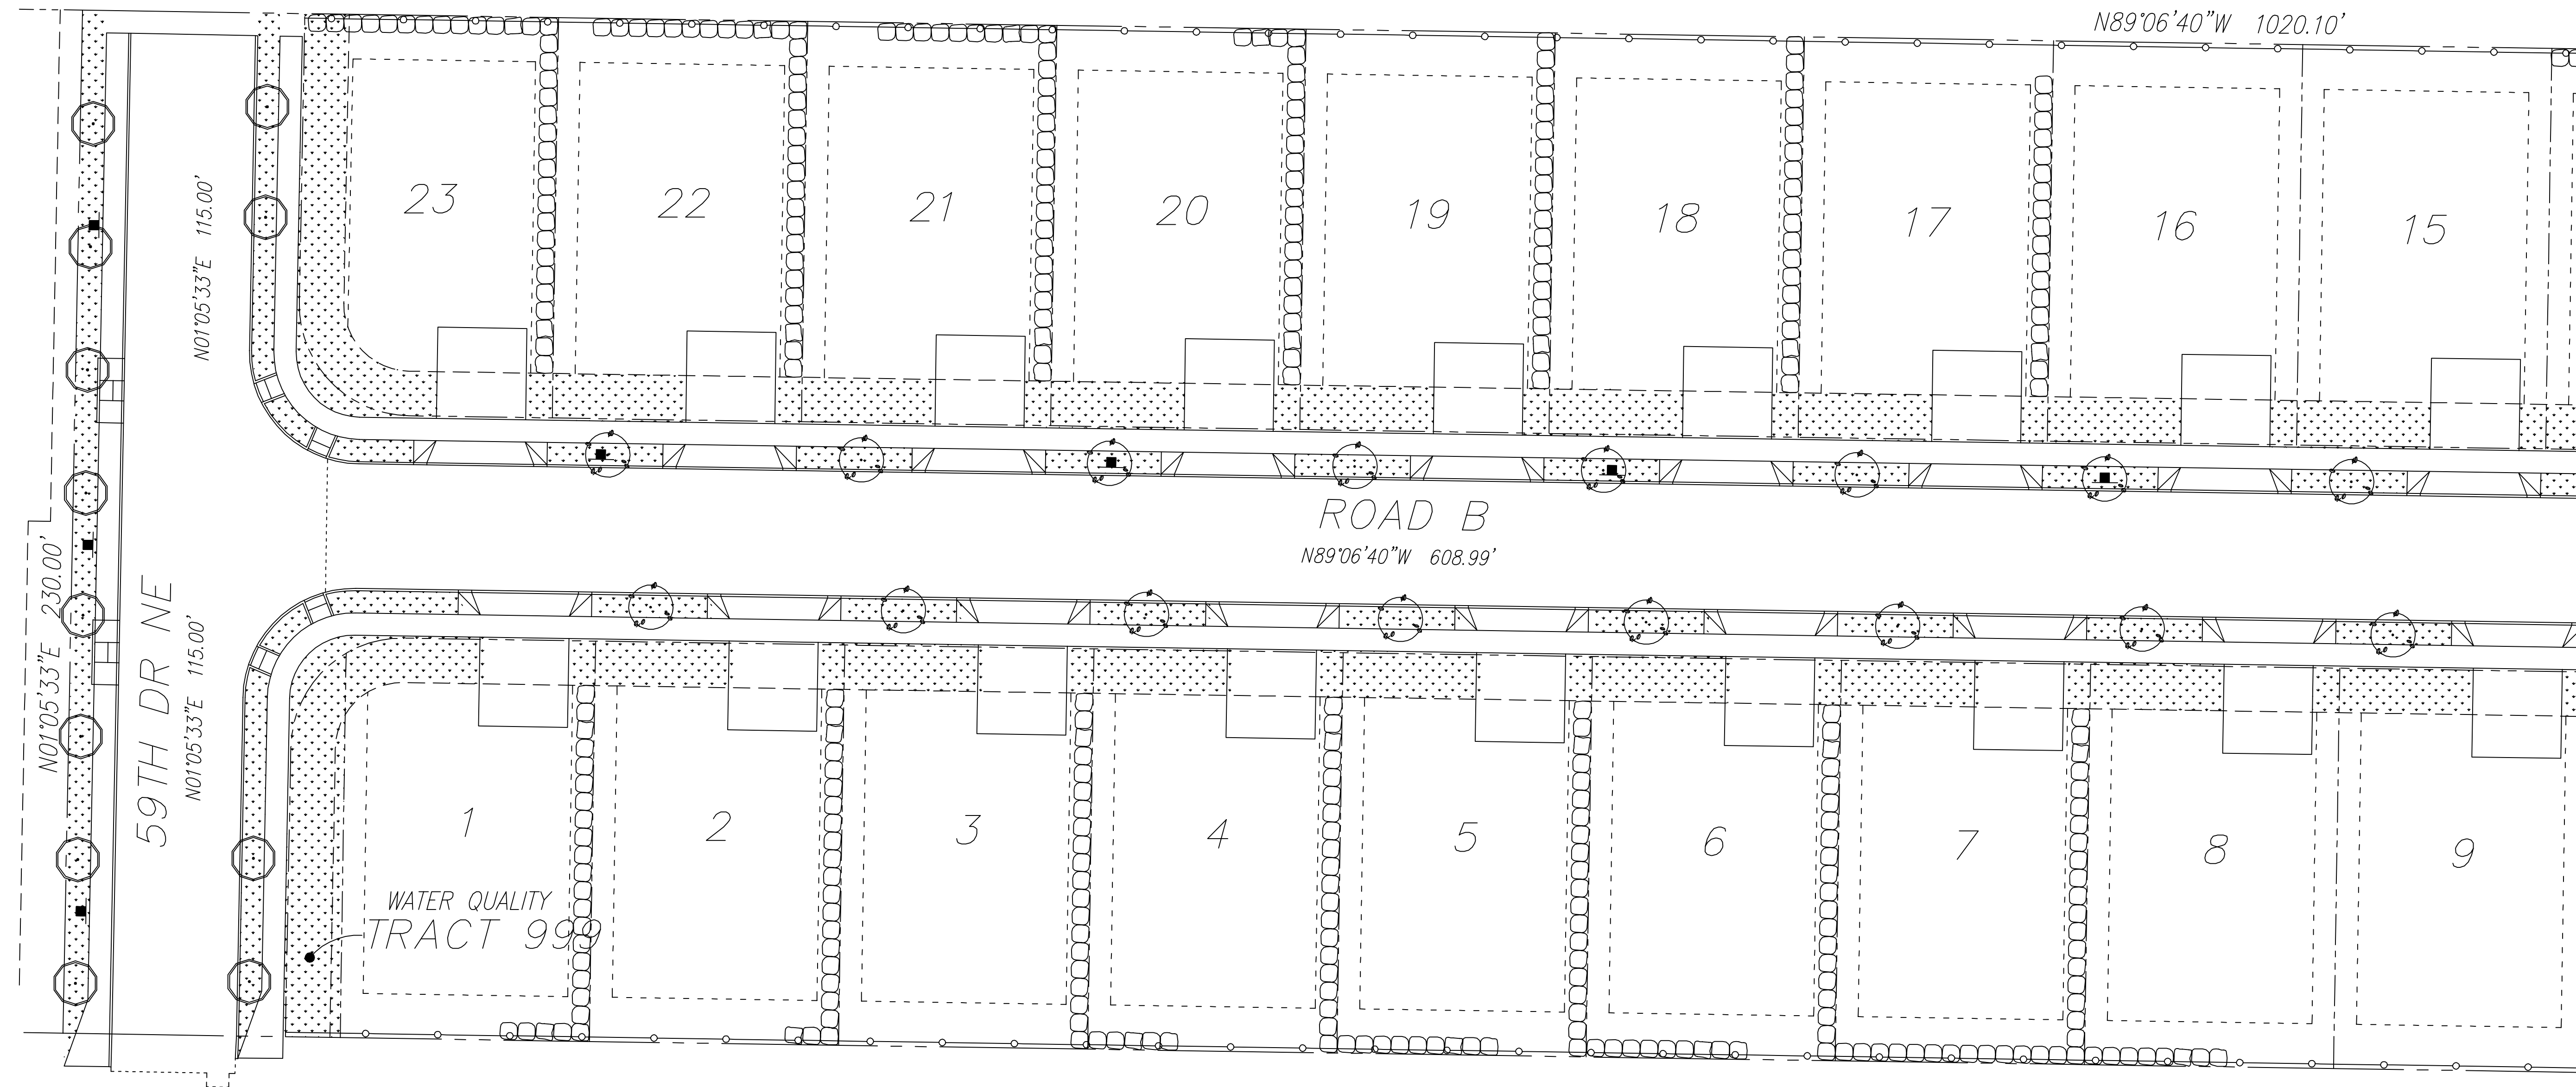 N89°06'40"W 1020.10'
23
22
21
20
19
18
17
16
15
N01°05'33"E 115.00'
ROAD B
N89°06'40"W 608.99'
N01°05'33"E 230.00'
59TH DR NE
N01°05'33"E 115.00'
1
2
3
4
5
6
7
8
9
WATER QUALITY
TRACT 999